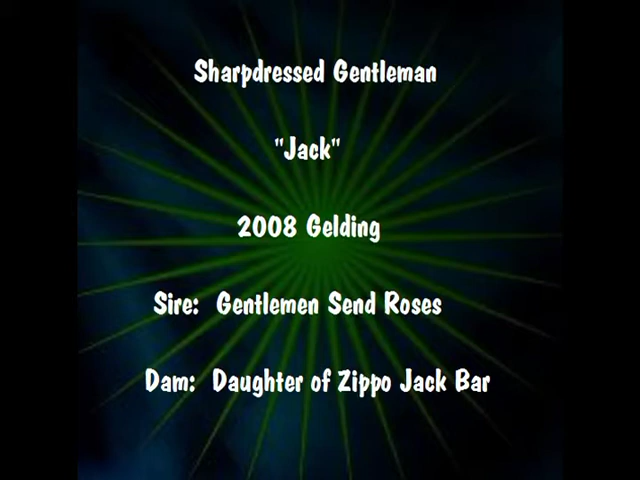 Sharpdressed Gentleman
"Jack"
2008 Gelding
Sire: Gentlemen Send Roses
Dam: Daughter of Zippo Jack Bar